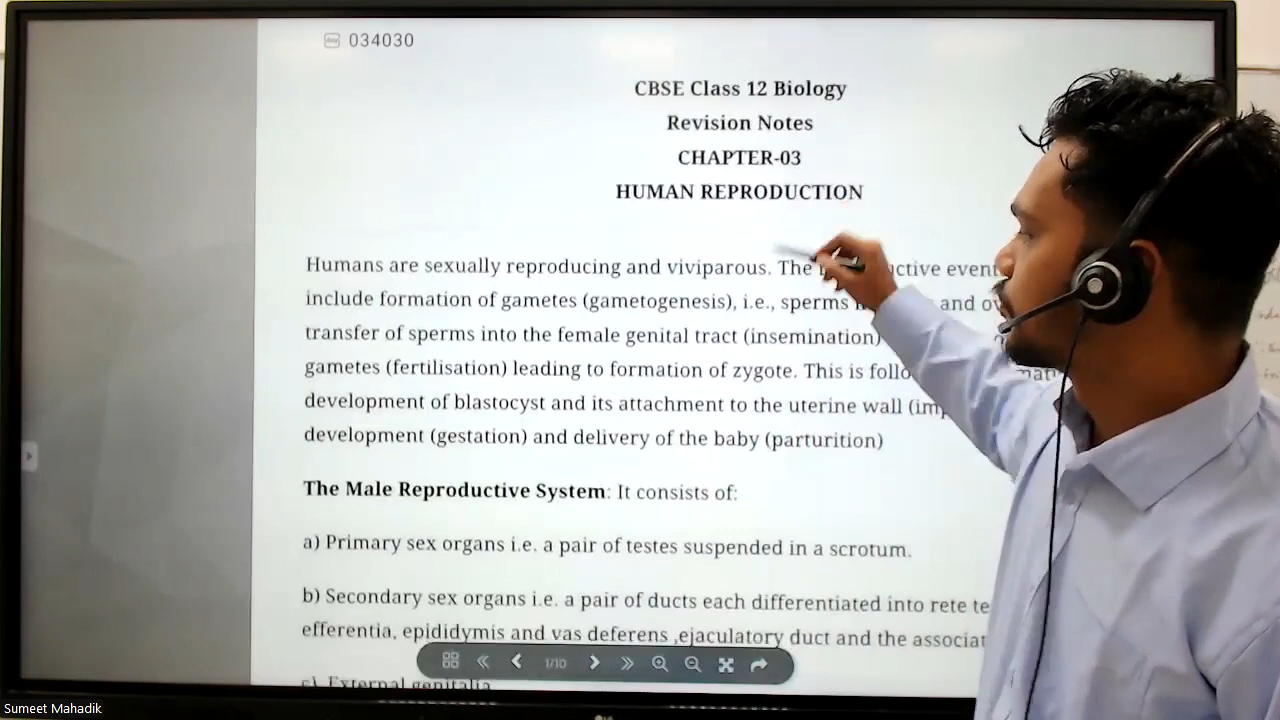 034030
CBSE Class 12 Biology
Revision Notes
CHAPTER-03
HUMAN REPRODUCTION
Humans are sexually reproducing and viviparous. The
include formation of gametes (gametogenesis), i.e., sperms and
transfer of sperms into the female genital tract (insemination)
gametes (fertilisation) leading to formation of zygote. This is
development of blastocyst and its attachment to the uterine wall
development (gestation) and delivery of the baby (parturition)
The Male Reproductive System: It consists of:
a) Primary sex organs i.e. a pair of testes suspended in a scrotum.
b) Secondary sex organs i.e. a pair of ducts each differentiated into rete
efferentia, epididymis and vas deferens ,ejaculatory duct and the
1/10
c) External genitalia
Sumeet Mahadik